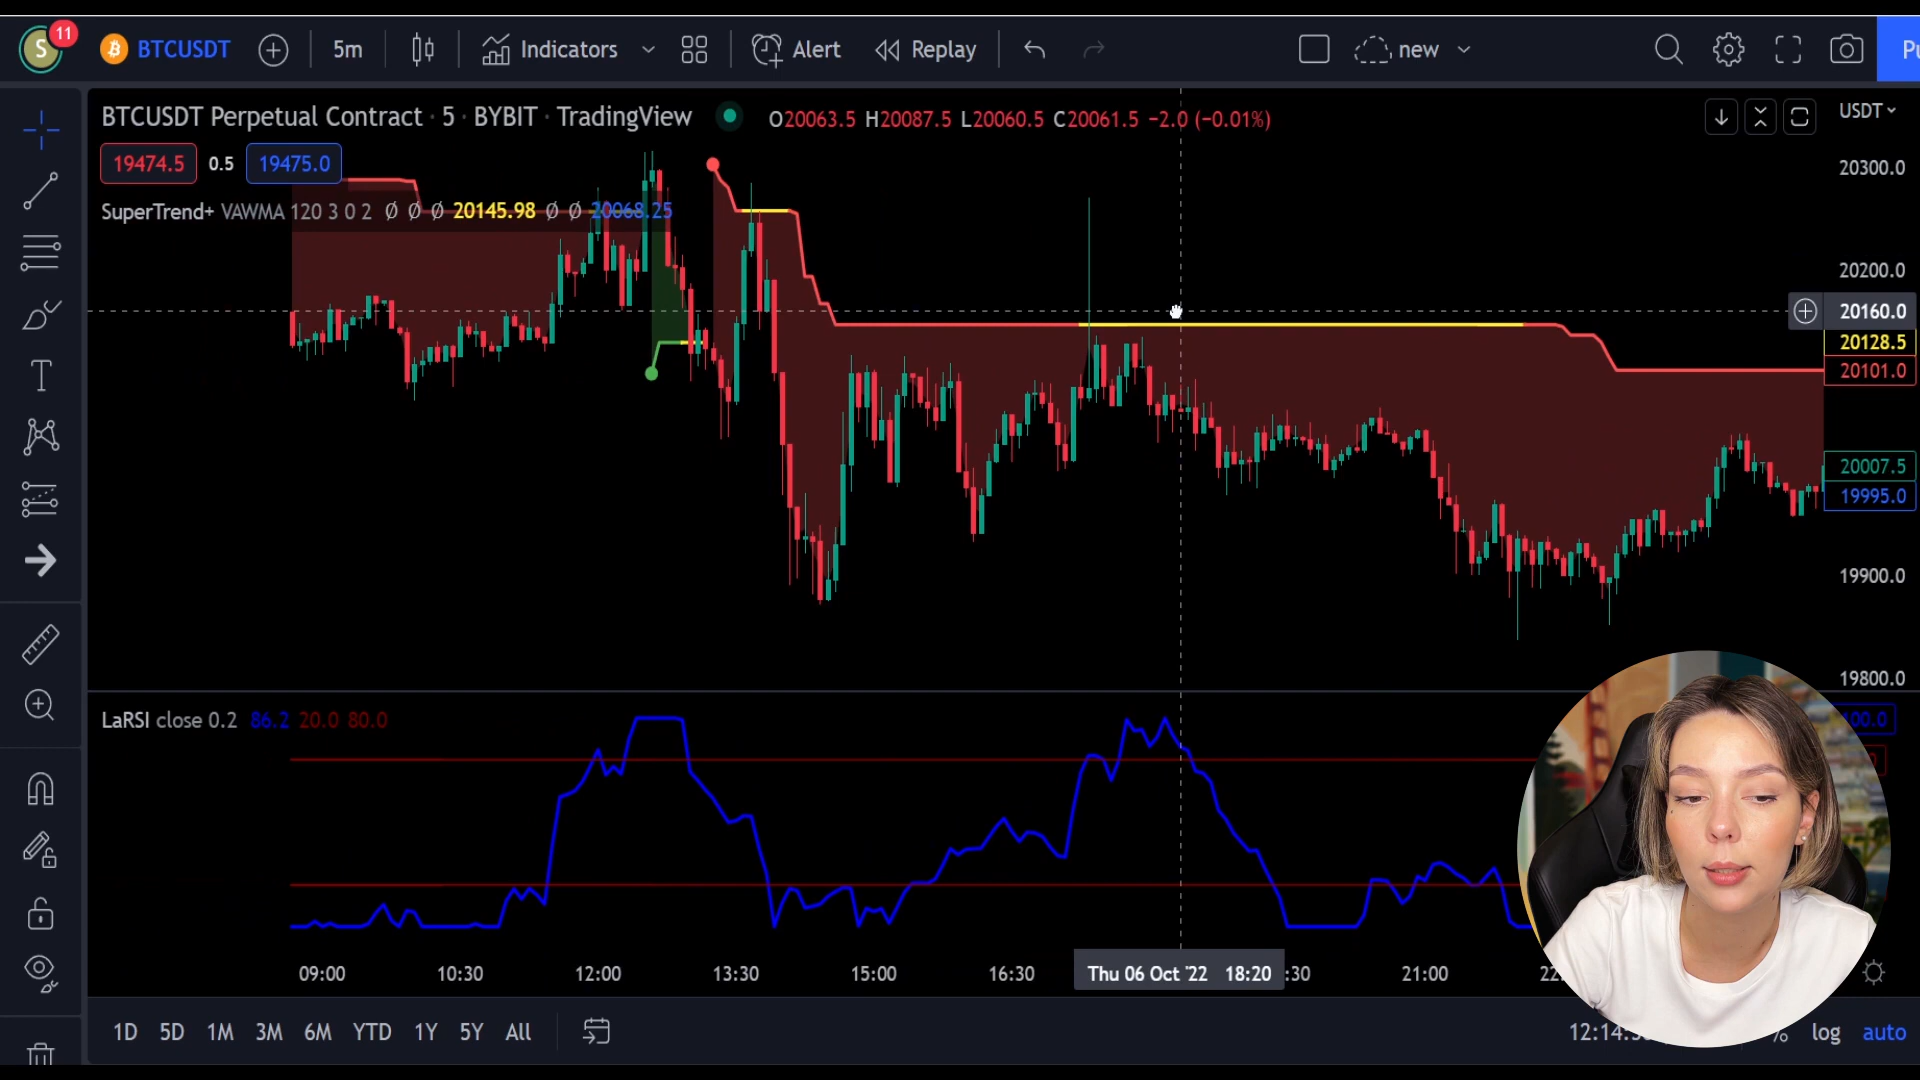 S 11 BTCUSDT 5m Indicators Alert Replay new Pu
BTCUSDT Perpetual Contract · 5 · BYBIT · TradingView O20063.5 H20087.5 L20060.5 C20061.5 −2.0 (−0.01%) USDT
19474.5 0.5 19475.0
SuperTrend+ VAWMA 120 3 0 2 Ø Ø Ø 20145.98 Ø Ø 20068.25
20300.0
20200.0
20160.0
20128.5
20101.0
20007.5
19995.0
19900.0
19800.0
LaRSI close 0.2 86.2 20.0 80.0
09:00 10:30 12:00 13:30 15:00 16:30 Thu 06 Oct '22 18:20 :30 21:00
1D 5D 1M 3M 6M YTD 1Y 5Y All % log auto